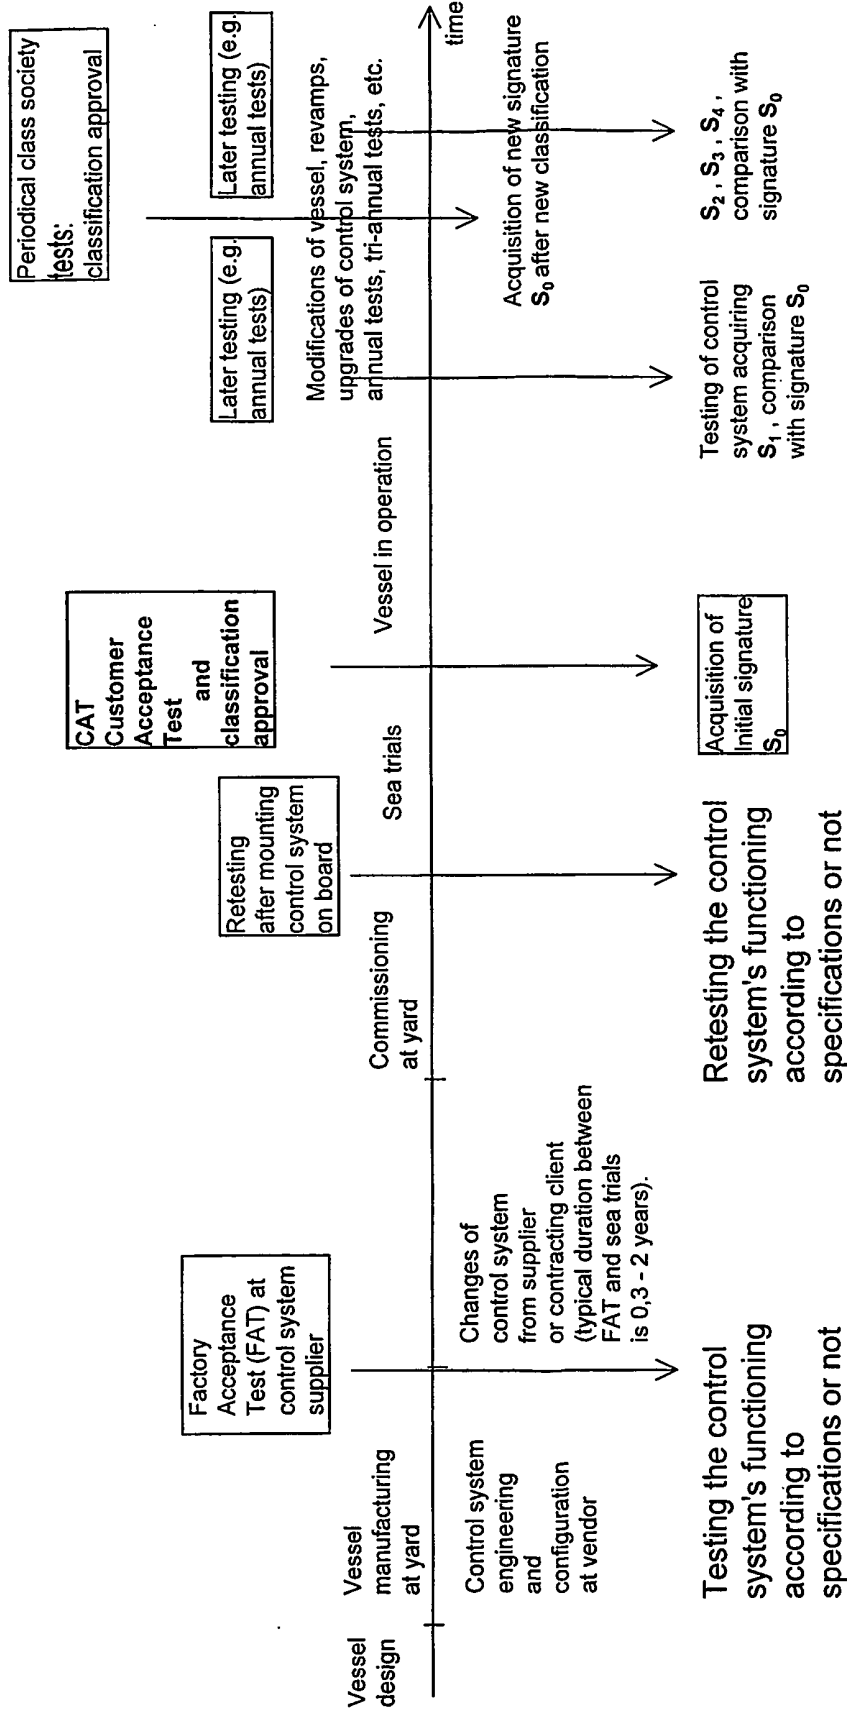 Vessel
design
Vessel
manufacturing
at yard
Control system
engineering
and
configuration
at vendor
Factory
Acceptance
Test (FAT) at
control system
supplier
Testing the control
system's functioning
according to
specifications or not
Changes of
control system
from supplier
or contracting client
(typical duration between
FAT and sea trials
is 0,3 - 2 years).
Commissioning
at yard
Retesting
after mounting
control system
on board
Retesting the control
system's functioning
according to
specifications or not
Sea trials
CAT
Customer
Acceptance
Test and
classification
approval
Acquisition of
Initial signature
S₀
Vessel in operation
Later testing (e.g.
annual tests)
Modifications of vessel, revamps,
upgrades of control system,
annual tests, tri-annual tests, etc.
Testing of control
system acquiring
S₁ , comparison
with signature S₀
Periodical class society
tests:
classification approval
Acquisition of new signature
S₀ after new classification
Later testing (e.g.
annual tests)
S₂ , S₃ , S₄ ,
comparison with
signature S₀
time